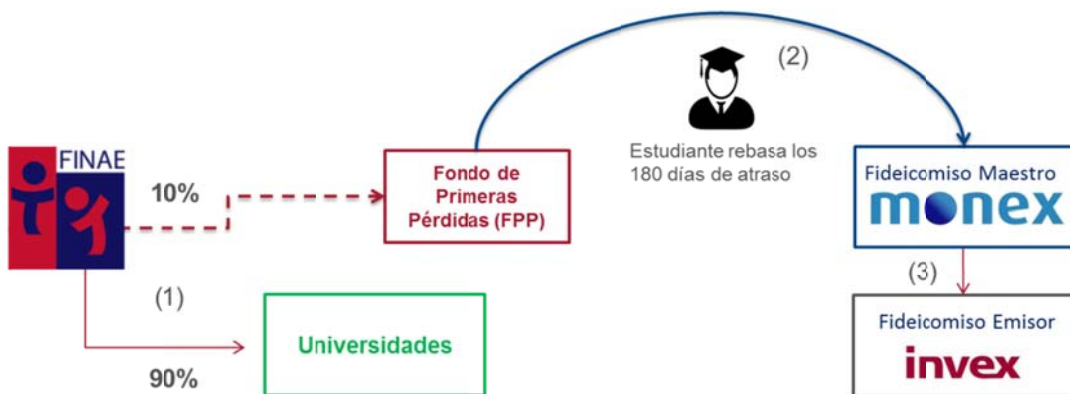 FINAE
10%
(1)
90%
Fondo de
Primeras
Pérdidas (FPP)
Universidades
(2)
Estudiante rebasa los
180 días de atraso
Fideicomiso Maestro
monex
(3)
Fideicomiso Emisor
invex